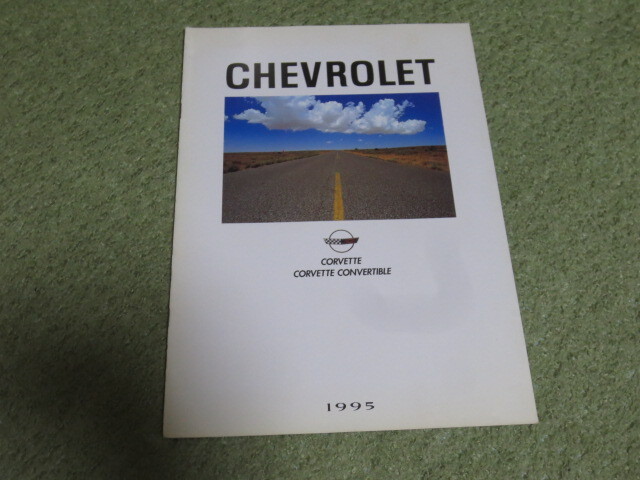 CHEVROLET
CORVETTE
CORVETTE CONVERTIBLE
1995